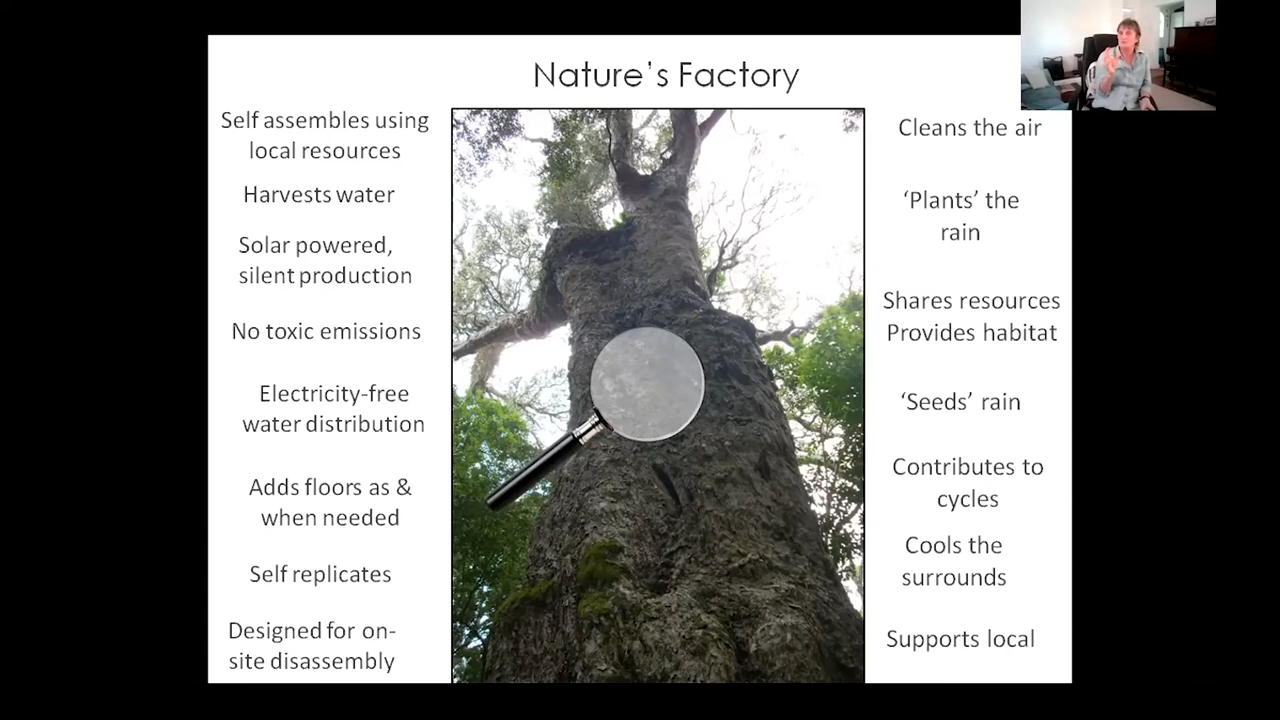 Nature's Factory
Self assembles using
local resources
Harvests water
Solar powered,
silent production
No toxic emissions
Electricity-free
water distribution
Adds floors as &
when needed
Self replicates
Designed for on-
site disassembly
Cleans the air
‘Plants’ the
rain
Shares resources
Provides habitat
‘Seeds’ rain
Contributes to
cycles
Cools the
surrounds
Supports local